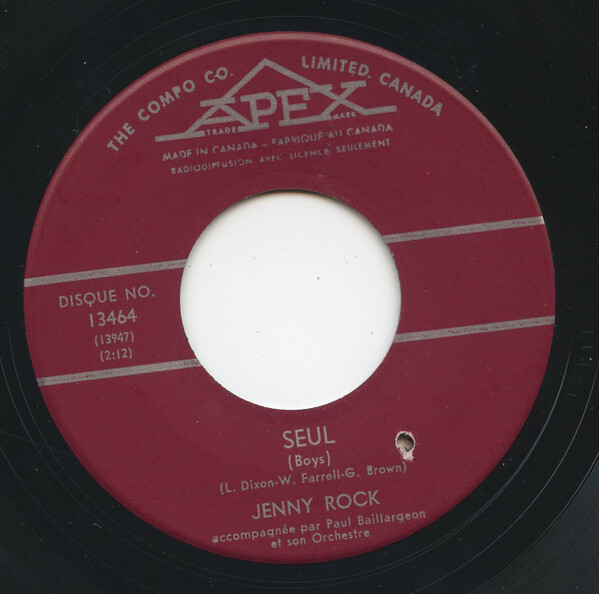 THE COMPO CO. LIMITED, CANADA
APEX
TRADE MARK
MADE IN CANADA – FABRIQUÉ AU CANADA
RADIODIFFUSION AVEC LICENCE SEULEMENT
DISQUE NO.
13464
(13947)
(2:12)
SEUL
(Boys)
(L. Dixon-W. Farrell-G. Brown)
JENNY ROCK
accompagnée par Paul Baillargeon
et son Orchestre